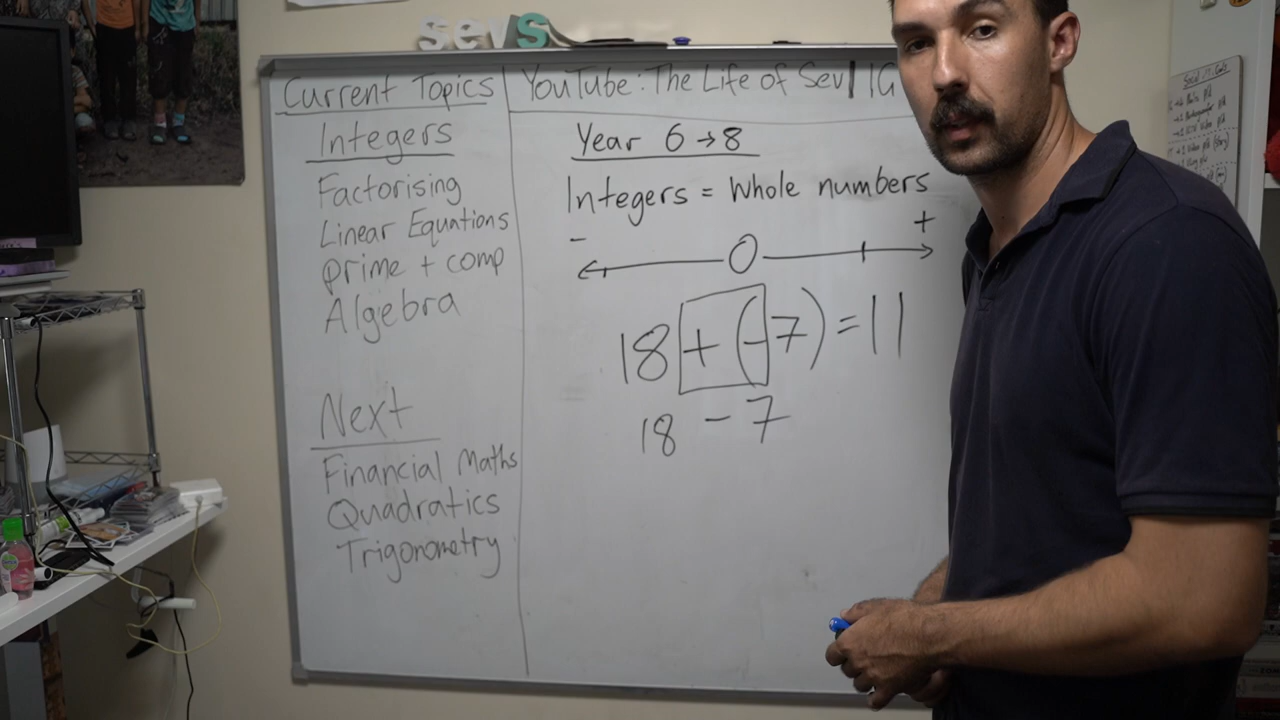 sevs
Current Topics
Integers
Factorising
Linear Equations
prime + comp
Algebra
Next
Financial Maths
Quadratics
Trigonometry
YouTube: The Life of Sev | IG
Year 6 → 8
Integers = Whole numbers
- +
0
18 + (-7) = 11
18 - 7